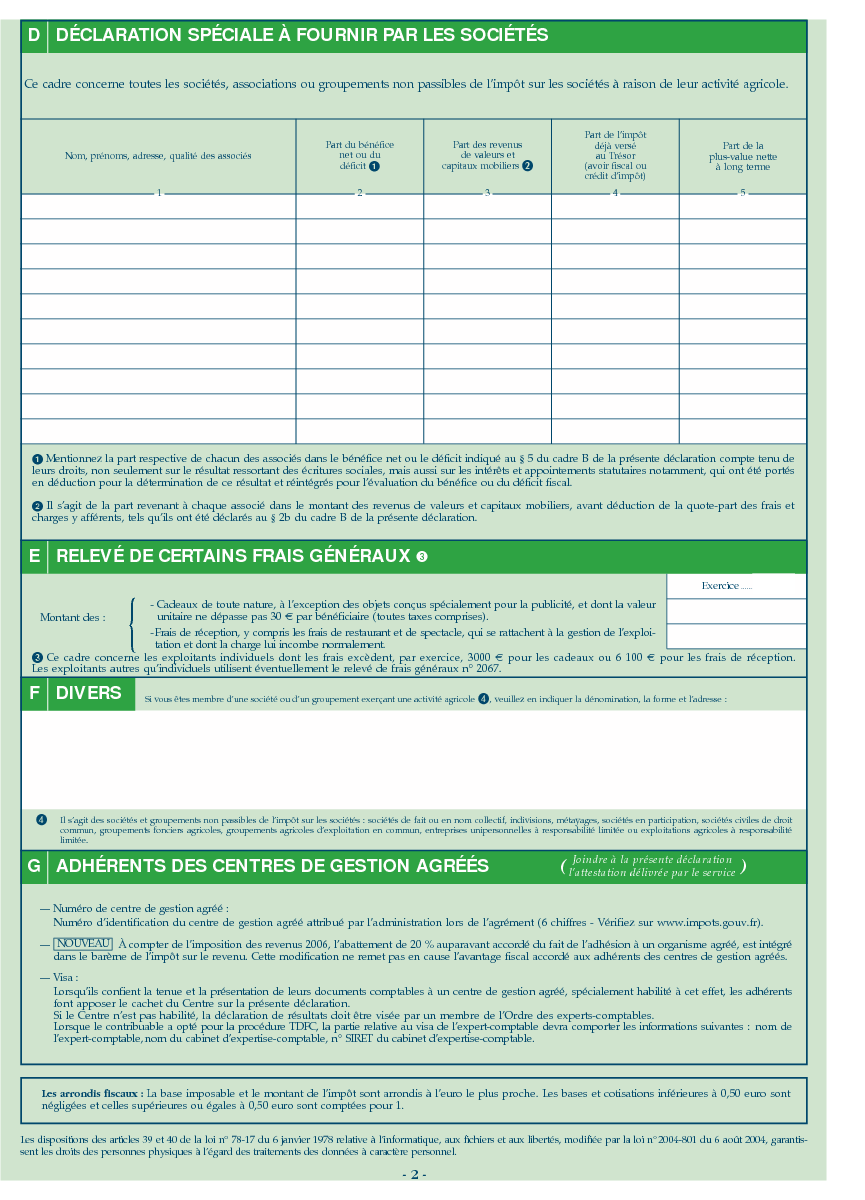 D DÉCLARATION SPÉCIALE À FOURNIR PAR LES SOCIÉTÉS
Ce cadre concerne toutes les sociétés, associations ou groupements non passibles de l'impôt sur les sociétés à raison de leur activité agricole.
Nom, prénoms, adresse, qualité des associés
Part du bénéfice
net ou du
déficit ❶
Part des revenus
de valeurs et
capitaux mobiliers ❷
Part de l'impôt
déjà versé
au Trésor
(avoir fiscal ou
crédit d'impôt)
Part de la
plus-value nette
à long terme
1 2 3 4 5
❶ Mentionnez la part respective de chacun des associés dans le bénéfice net ou le déficit indiqué au § 5 du cadre B de la présente déclaration compte tenu de
leurs droits, non seulement sur le résultat ressortant des écritures sociales, mais aussi sur les intérêts et appointements statutaires notamment, qui ont été portés
en déduction pour la détermination de ce résultat et réintégrés pour l'évaluation du bénéfice ou du déficit fiscal.
❷ Il s'agit de la part revenant à chaque associé dans le montant des revenus de valeurs et capitaux mobiliers, avant déduction de la quote-part des frais et
charges y afférents, tels qu'ils ont été déclarés au § 2b du cadre B de la présente déclaration.
E RELEVÉ DE CERTAINS FRAIS GÉNÉRAUX ❸
Exercice ......
Montant des :
- Cadeaux de toute nature, à l'exception des objets conçus spécialement pour la publicité, et dont la valeur
unitaire ne dépasse pas 30 € par bénéficiaire (toutes taxes comprises).
-Frais de réception, y compris les frais de restaurant et de spectacle, qui se rattachent à la gestion de l'exploi-
tation et dont la charge lui incombe normalement.
❸ Ce cadre concerne les exploitants individuels dont les frais excèdent, par exercice, 3000 € pour les cadeaux ou 6 100 € pour les frais de réception.
Les exploitants autres qu'individuels utilisent éventuellement le relevé de frais généraux n° 2067.
F DIVERS Si vous êtes membre d'une société ou d'un groupement exerçant une activité agricole ❹, veuillez en indiquer la dénomination, la forme et l'adresse :
❹ Il s'agit des sociétés et groupements non passibles de l'impôt sur les sociétés : sociétés de fait ou en nom collectif, indivisions, métayages, sociétés en participation, sociétés civiles de droit
commun, groupements fonciers agricoles, groupements agricoles d'exploitation en commun, entreprises unipersonnelles à responsabilité limitée ou exploitations agricoles à responsabilité
limitée.
G ADHÉRENTS DES CENTRES DE GESTION AGRÉÉS
( Joindre à la présente déclaration
l'attestation délivrée par le service )
— Numéro de centre de gestion agréé :
Numéro d'identification du centre de gestion agréé attribué par l'administration lors de l'agrément (6 chiffres - Vérifiez sur www.impots.gouv.fr).
— NOUVEAU À compter de l'imposition des revenus 2006, l'abattement de 20 % auparavant accordé du fait de l'adhésion à un organisme agréé, est intégré
dans le barème de l'impôt sur le revenu. Cette modification ne remet pas en cause l'avantage fiscal accordé aux adhérents des centres de gestion agréés.
— Visa :
Lorsqu'ils confient la tenue et la présentation de leurs documents comptables à un centre de gestion agréé, spécialement habilité à cet effet, les adhérents
font apposer le cachet du Centre sur la présente déclaration.
Si le Centre n'est pas habilité, la déclaration de résultats doit être visée par un membre de l'Ordre des experts-comptables.
Lorsque le contribuable a opté pour la procédure TDFC, la partie relative au visa de l'expert-comptable devra comporter les informations suivantes : nom de
l'expert-comptable, nom du cabinet d'expertise-comptable, n° SIRET du cabinet d'expertise-comptable.
Les arrondis fiscaux : La base imposable et le montant de l'impôt sont arrondis à l'euro le plus proche. Les bases et cotisations inférieures à 0,50 euro sont
négligées et celles supérieures ou égales à 0,50 euro sont comptées pour 1.
Les dispositions des articles 39 et 40 de la loi n° 78-17 du 6 janvier 1978 relative à l'informatique, aux fichiers et aux libertés, modifiée par la loi n° 2004-801 du 6 août 2004, garantis-
sent les droits des personnes physiques à l'égard des traitements des données à caractère personnel.
- 2 -